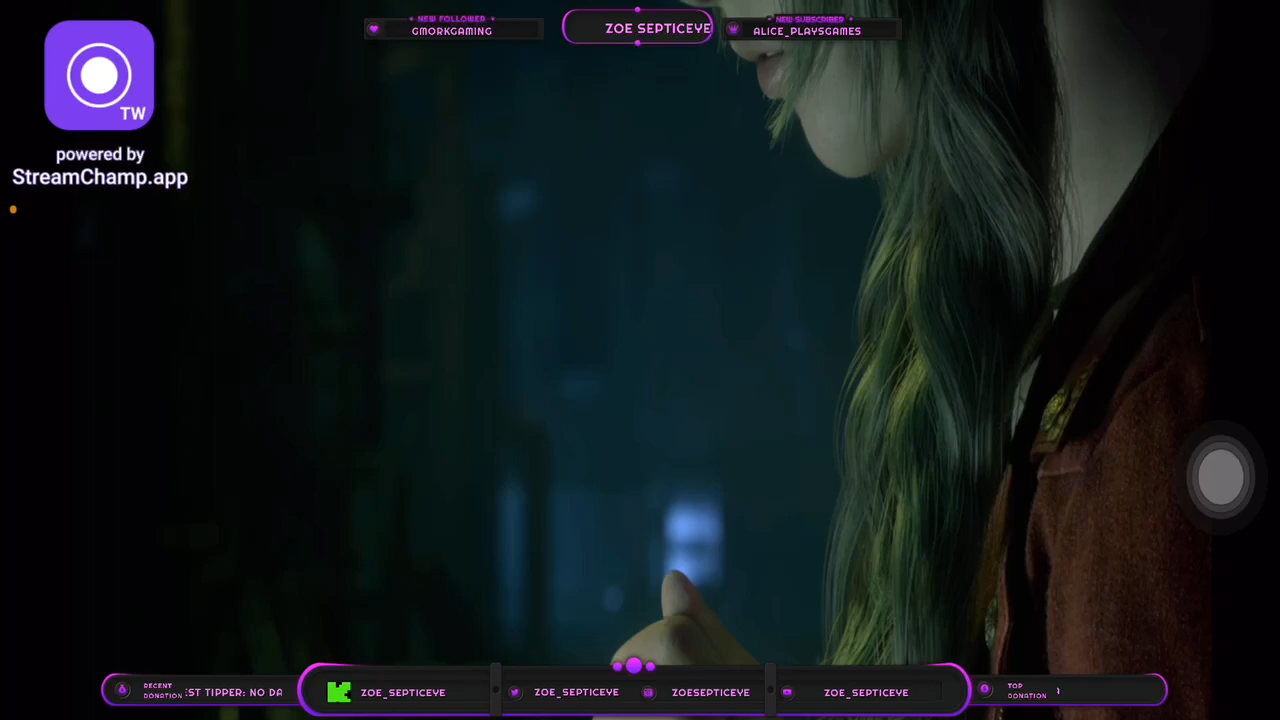 NEW FOLLOWER
GMORKGAMING
ZOE SEPTICEYE
NEW SUBSCRIBER
ALICE_PLAYSGAMES
TW
powered by
StreamChamp.app
RECENT
DONATION
ST TIPPER: NO DA
ZOE_SEPTICEYE
ZOE_SEPTICEYE
ZOESEPTICEYE
ZOE_SEPTICEYE
TOP
DONATION